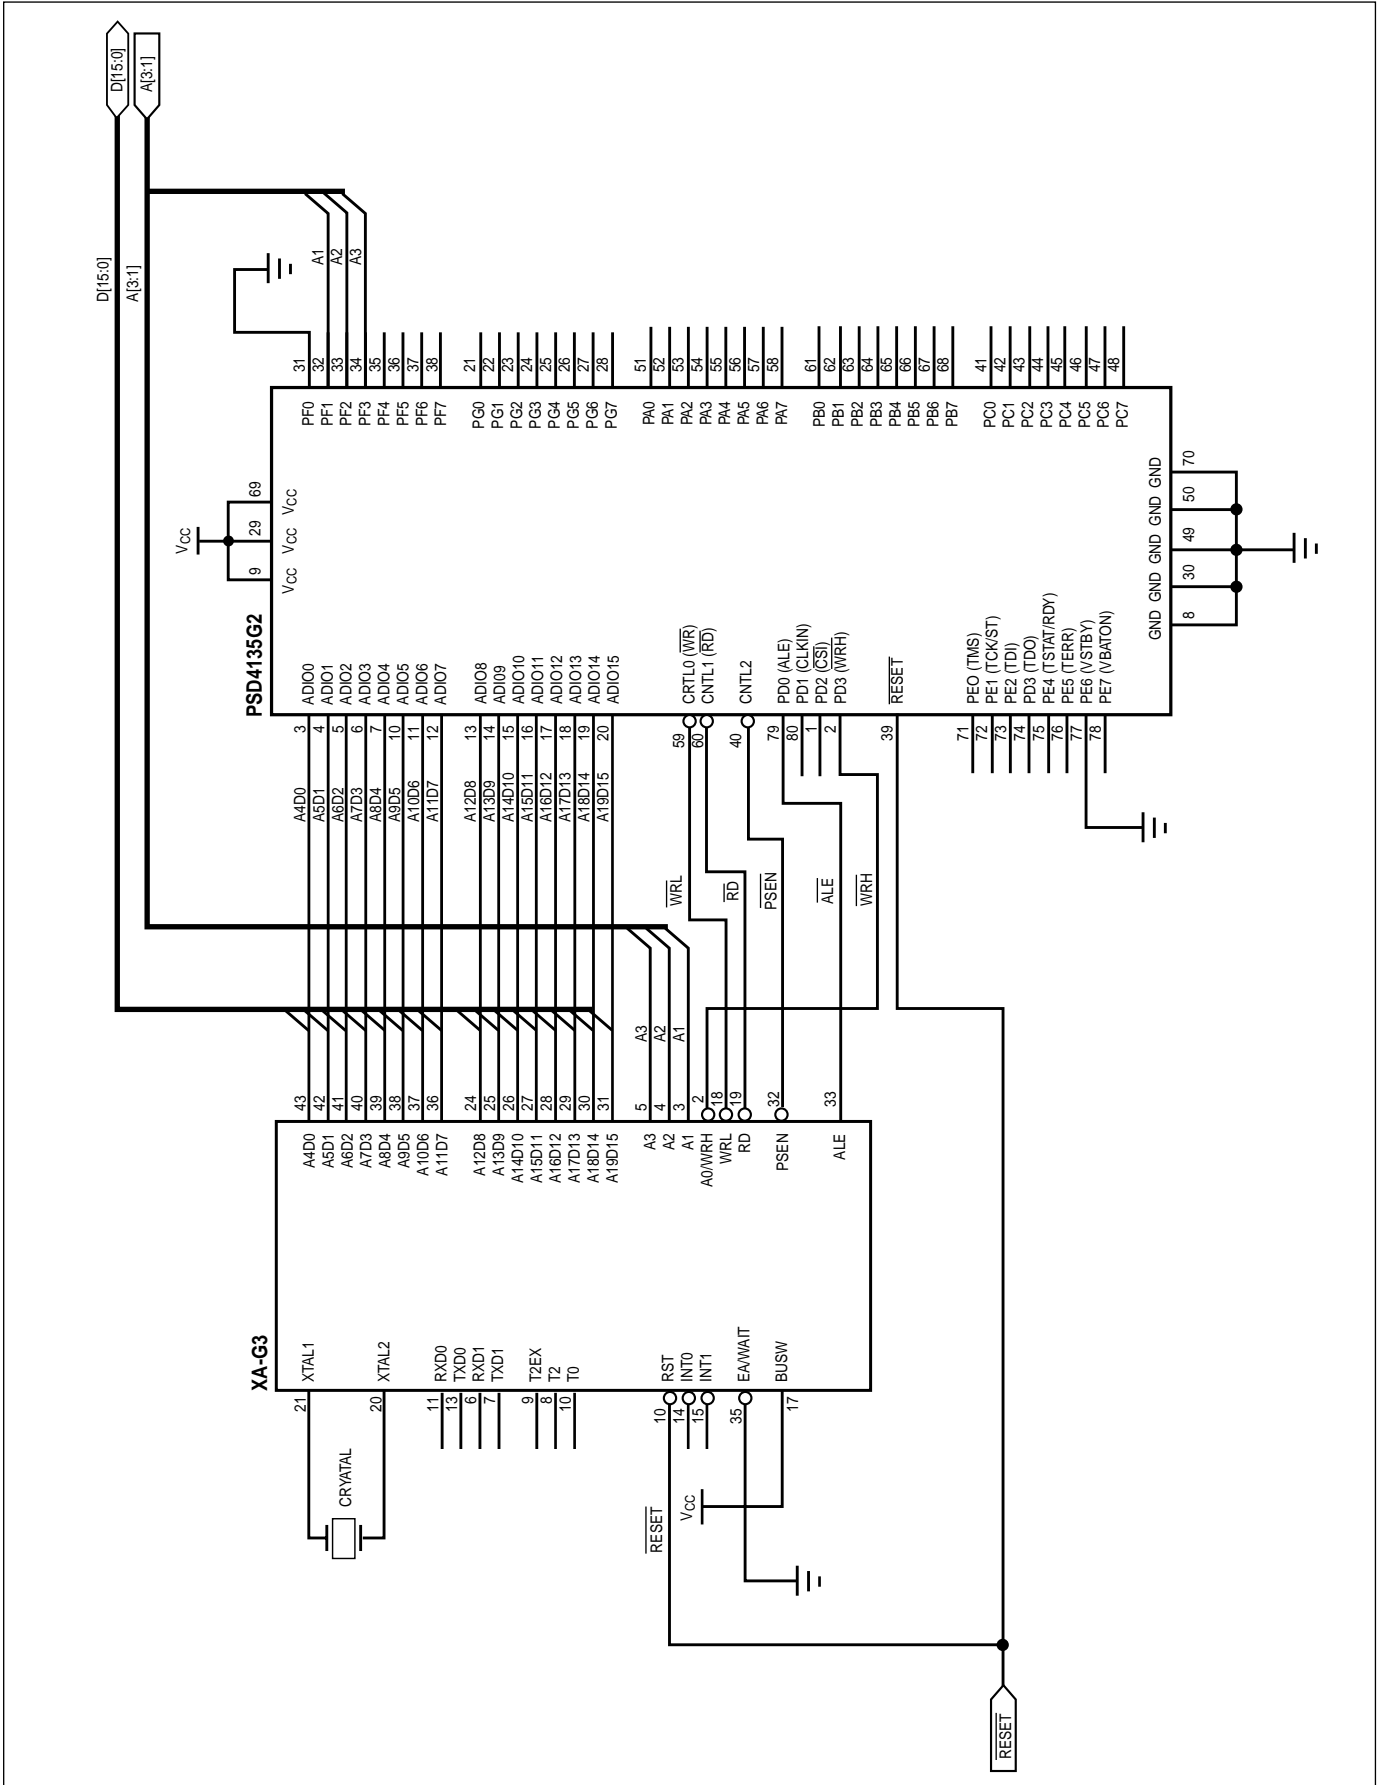 D[15:0]
A[3:1]
D[15:0]
A[3:1]
XA-G3
21 XTAL1
20 XTAL2
CRYATAL
11 RXD0
13 TXD0
6 RXD1
7 TXD1
9 T2EX
8 T2
10 T0
10 RST
14 INT0
15 INT1
35 EA/WAIT
17 BUSW
RESET
VCC
RESET
A4D0 43
A5D1 42
A6D2 41
A7D3 40
A8D4 39
A9D5 38
A10D6 37
A11D7 36
A12D8 24
A13D9 25
A14D10 26
A15D11 27
A16D12 28
A17D13 29
A18D14 30
A19D15 31
A3 5 A3
A2 4 A2
A1 3 A1
A0/WRH 2
WRL 18
RD 19
PSEN 32
ALE 33
WRL
RD
PSEN
ALE
WRH
PSD4135G2
A4D0 3 ADIO0
A5D1 4 ADIO1
A6D2 5 ADIO2
A7D3 6 ADIO3
A8D4 7 ADIO4
A9D5 10 ADIO5
A10D6 11 ADIO6
A11D7 12 ADIO7
A12D8 13 ADIO8
A13D9 14 ADIO9
A14D10 15 ADIO10
A15D11 16 ADIO11
A16D12 17 ADIO12
A17D13 18 ADIO13
A18D14 19 ADIO14
A19D15 20 ADIO15
59 CRTL0 (WR)
60 CNTL1 (RD)
40 CNTL2
79 PD0 (ALE)
80 PD1 (CLKIN)
1 PD2 (CSI)
2 PD3 (WRH)
39 RESET
71 PEO (TMS)
72 PE1 (TCK/ST)
73 PE2 (TDI)
74 PD3 (TDO)
75 PE4 (TSTAT/RDY)
76 PE5 (TERR)
77 PE6 (VSTBY)
78 PE7 (VBATON)
VCC
9 29 69
VCC VCC VCC
PF0 31
PF1 32 A1
PF2 33 A2
PF3 34 A3
PF4 35
PF5 36
PF6 37
PF7 38
PG0 21
PG1 22
PG2 23
PG3 24
PG4 25
PG5 26
PG6 27
PG7 28
PA0 51
PA1 52
PA2 53
PA3 54
PA4 55
PA5 56
PA6 57
PA7 58
PB0 61
PB1 62
PB2 63
PB3 64
PB4 65
PB5 66
PB6 67
PB7 68
PC0 41
PC1 42
PC2 43
PC3 44
PC4 45
PC5 46
PC6 47
PC7 48
GND GND GND GND GND
8 30 49 50 70